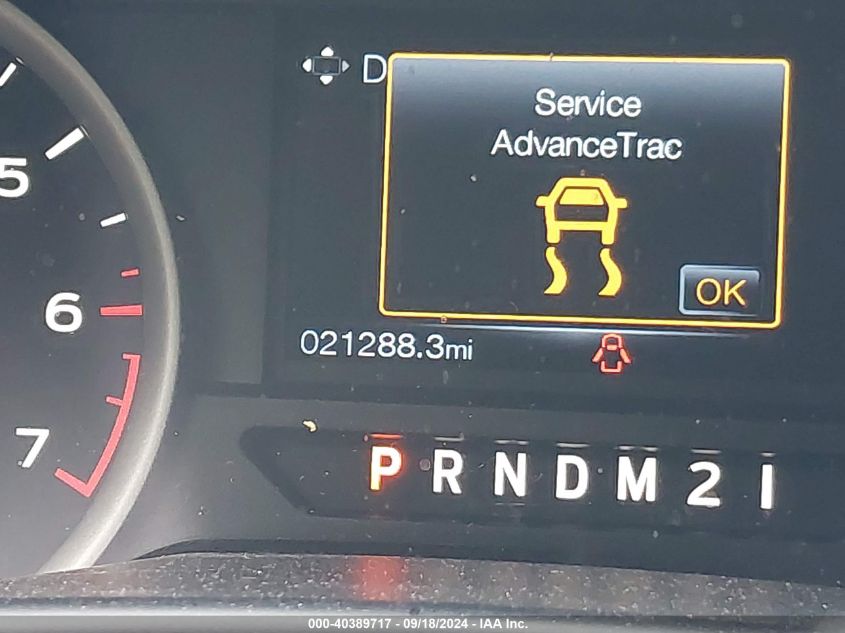 D
Service
AdvanceTrac
OK
5
6
7
021288.3mi
P R N D M 2 1
000-40389717 - 09/18/2024 - IAA Inc.